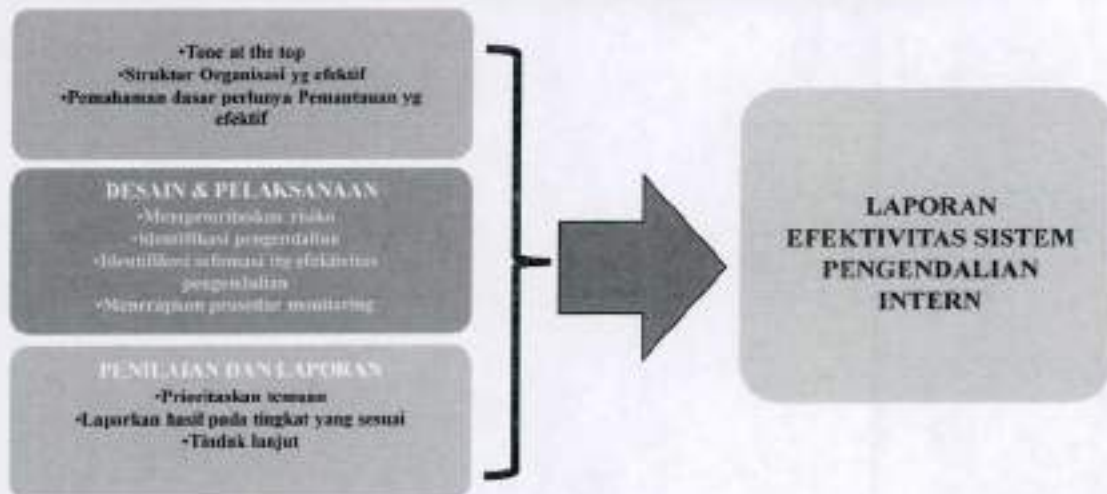 •Tone at the top
•Struktur Organisasi yg efektif
•Pemahaman dasar perlunya Pemantauan yg
efektif
DESAIN & PELAKSANAAN
•Memprioritaskan risiko
•Identifikasi pengendalian
•Identifikasi informasi ttg efektivitas
pengendalian
•Menerapkan prosedur monitoring
PENILAIAN DAN LAPORAN
•Prioritaskan temuan
•Laporkan hasil pada tingkat yang sesuai
•Tindak lanjut
LAPORAN
EFEKTIVITAS SISTEM
PENGENDALIAN
INTERN